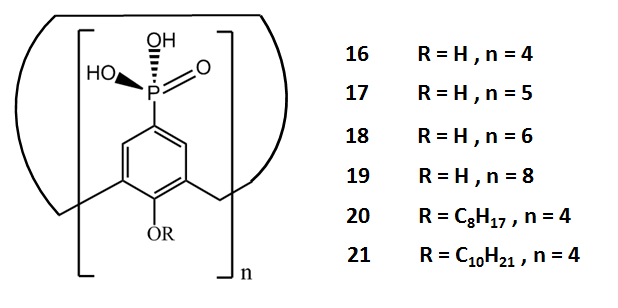 OH
HO
P
O
OR
n
16 R = H , n = 4
17 R = H , n = 5
18 R = H , n = 6
19 R = H , n = 8
20 R = C₈H₁₇ , n = 4
21 R = C₁₀H₂₁ , n = 4